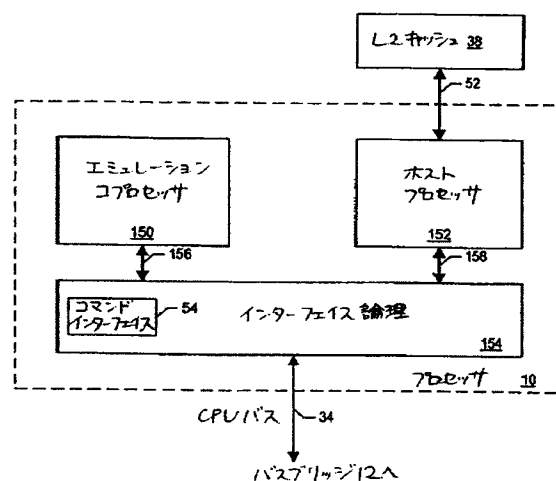 L2キャッシュ 38
52
エミュレーション
コプロセッサ
150
ホスト
プロセッサ
152
156
158
コマンド
インターフェイス
54
インターフェイス論理
154
プロセッサ 10
CPUバス
34
バスブリッジ12へ